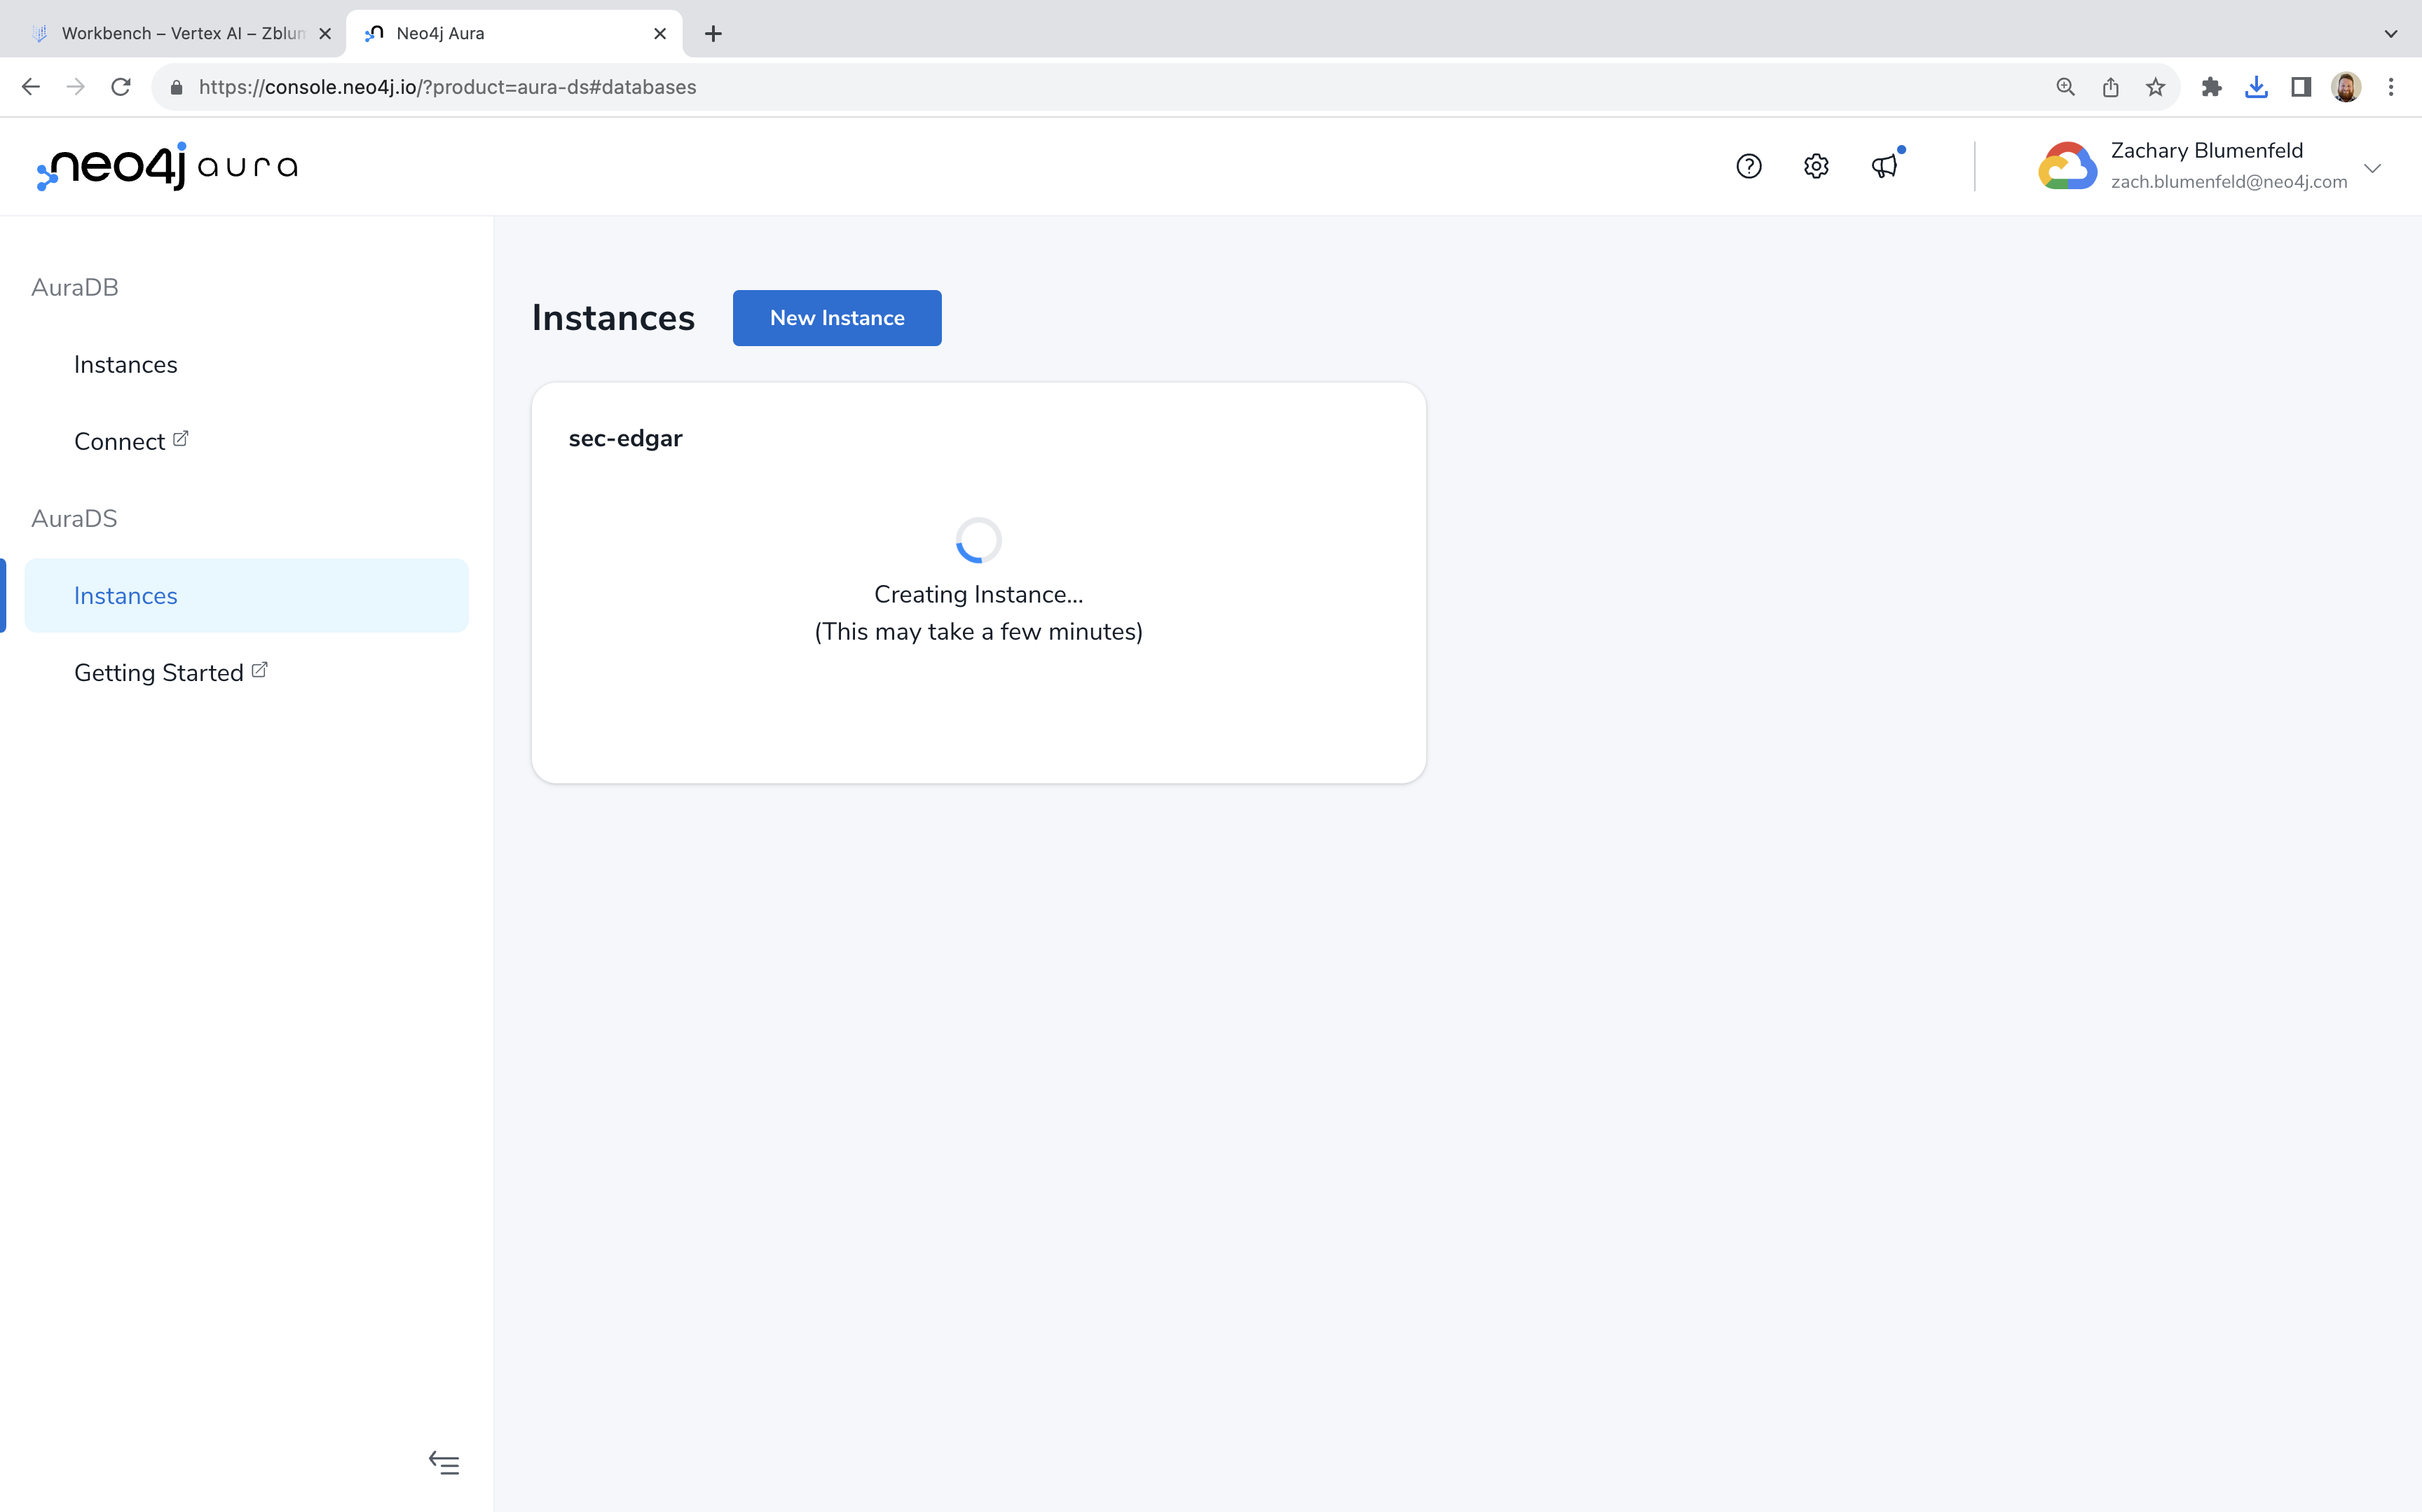 Workbench – Vertex AI – Zblum
Neo4j Aura
https://console.neo4j.io/?product=aura-ds#databases
neo4j aura
Zachary Blumenfeld
zach.blumenfeld@neo4j.com
AuraDB
Instances
Connect
AuraDS
Instances
Getting Started
Instances
New Instance
sec-edgar
Creating Instance...
(This may take a few minutes)